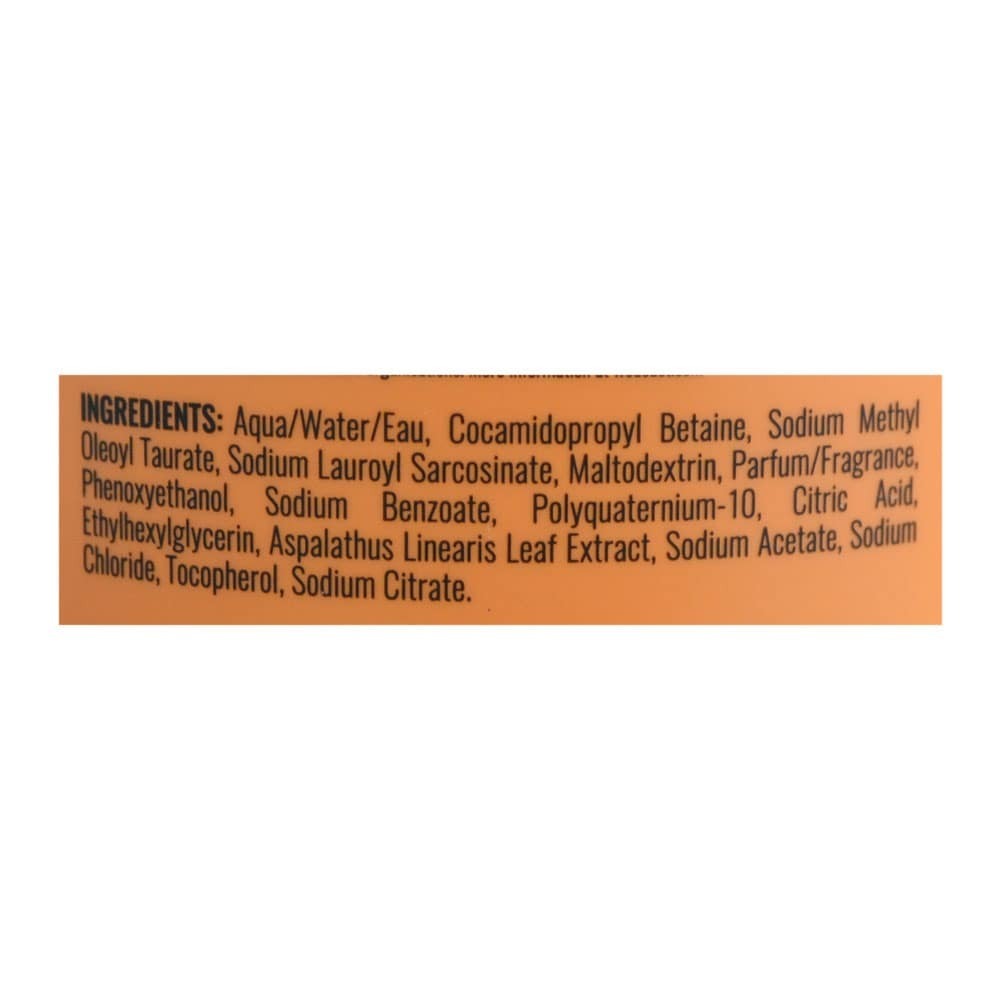 INGREDIENTS: Aqua/Water/Eau, Cocamidopropyl Betaine, Sodium Methyl
Oleoyl Taurate, Sodium Lauroyl Sarcosinate, Maltodextrin, Parfum/Fragrance,
Phenoxyethanol, Sodium Benzoate, Polyquaternium-10, Citric Acid,
Ethylhexylglycerin, Aspalathus Linearis Leaf Extract, Sodium Acetate, Sodium
Chloride, Tocopherol, Sodium Citrate.